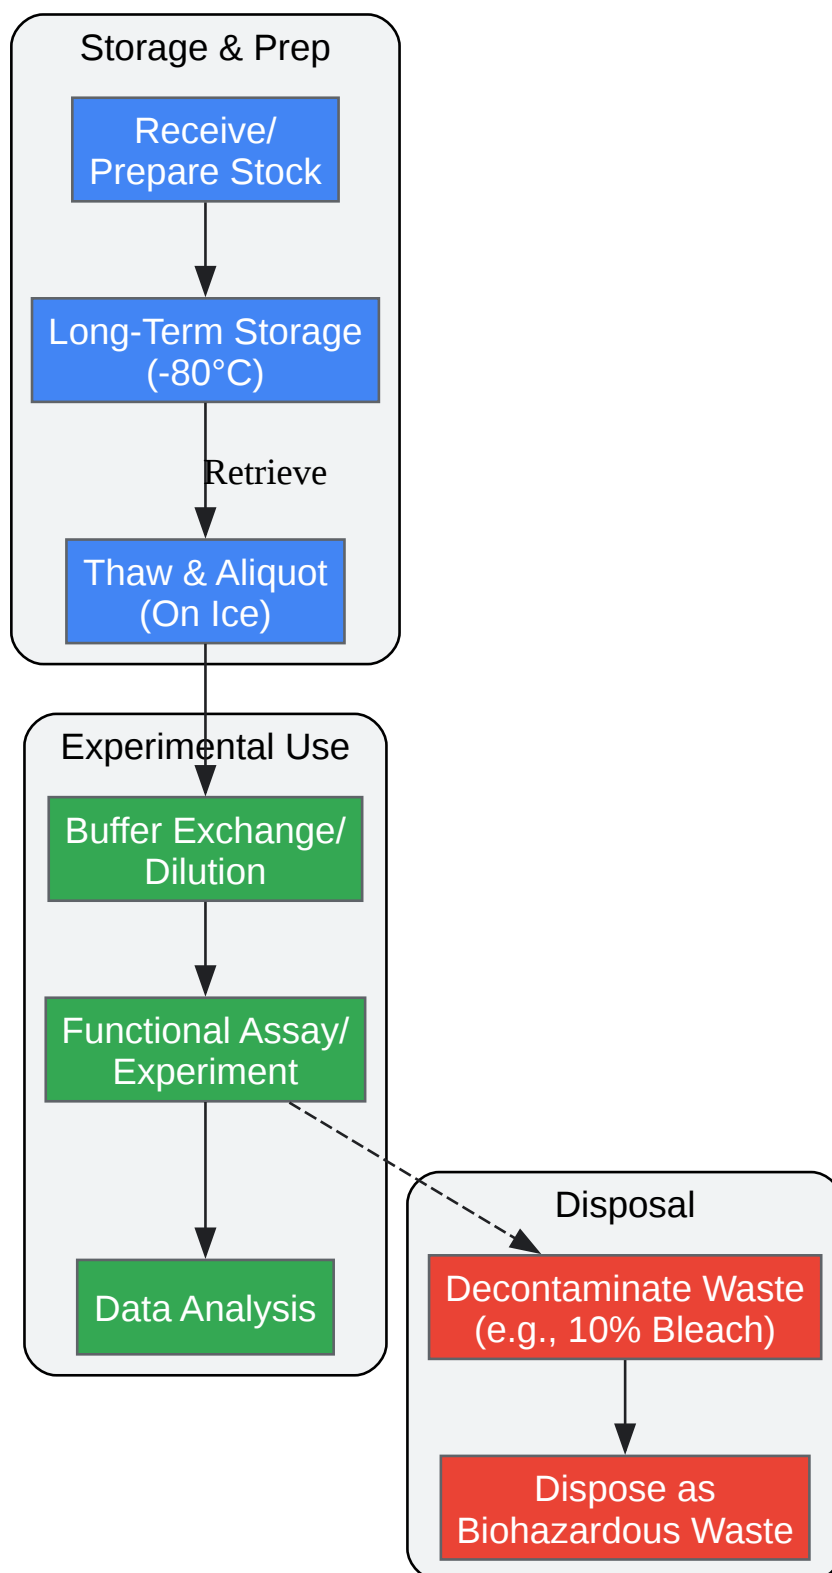 Storage & Prep
Receive/
Prepare Stock
Long-Term Storage
(-80°C)
Retrieve
Thaw & Aliquot
(On Ice)
Experimental Use
Buffer Exchange/
Dilution
Functional Assay/
Experiment
Data Analysis
Disposal
Decontaminate Waste
(e.g., 10% Bleach)
Dispose as
Biohazardous Waste